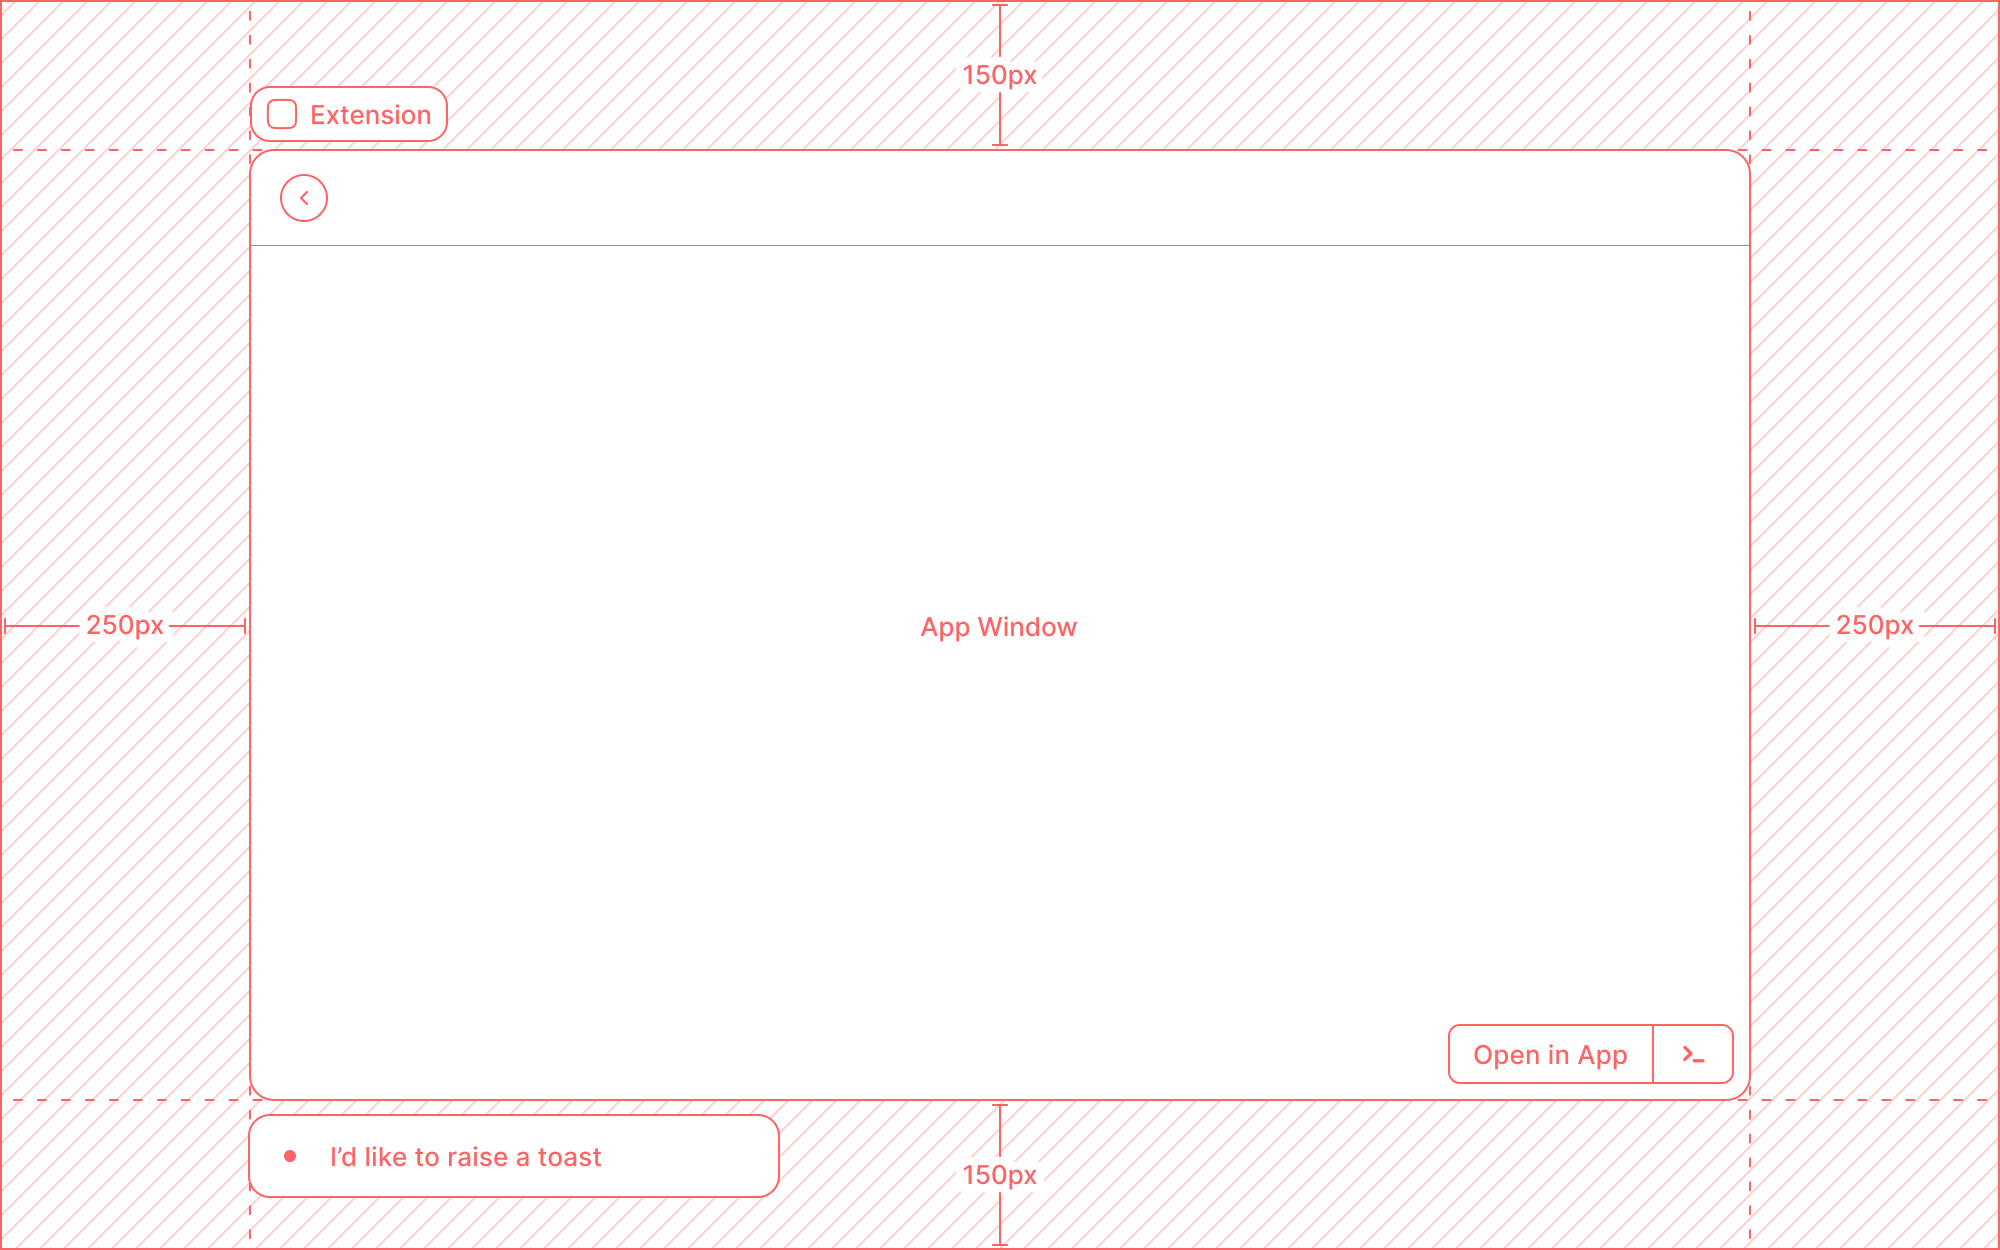 150px
Extension
250px
App Window
250px
Open in App
I’d like to raise a toast
150px